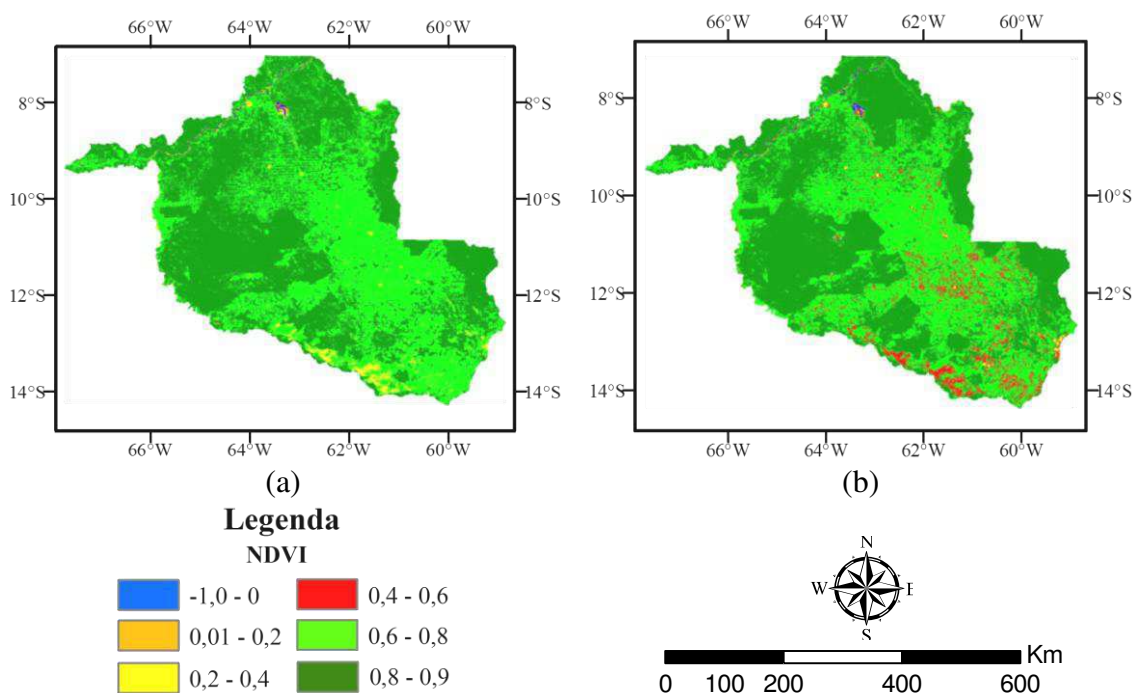 66°W 64°W 62°W 60°W
66°W 64°W 62°W 60°W
8°S 8°S 8°S 8°S
10°S 10°S 10°S 10°S
12°S 12°S 12°S 12°S
14°S 14°S 14°S 14°S
66°W 64°W 62°W 60°W
66°W 64°W 62°W 60°W
(a)
(b)
Legenda
NDVI
-1,0 - 0
0,4 - 0,6
0,01 - 0,2
0,6 - 0,8
0,2 - 0,4
0,8 - 0,9
N
W
S
Km
0 100 200 400 600